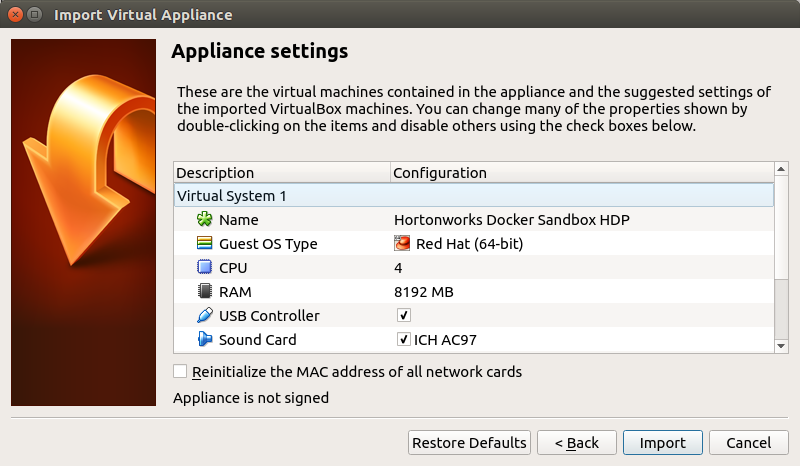 Import Virtual Appliance
Appliance settings
These are the virtual machines contained in the appliance and the suggested settings of
the imported VirtualBox machines. You can change many of the properties shown by
double-clicking on the items and disable others using the check boxes below.
Description Configuration
Virtual System 1
Name Hortonworks Docker Sandbox HDP
Guest OS Type Red Hat (64-bit)
CPU 4
RAM 8192 MB
USB Controller
Sound Card ICH AC97
Reinitialize the MAC address of all network cards
Appliance is not signed
Restore Defaults < Back Import Cancel